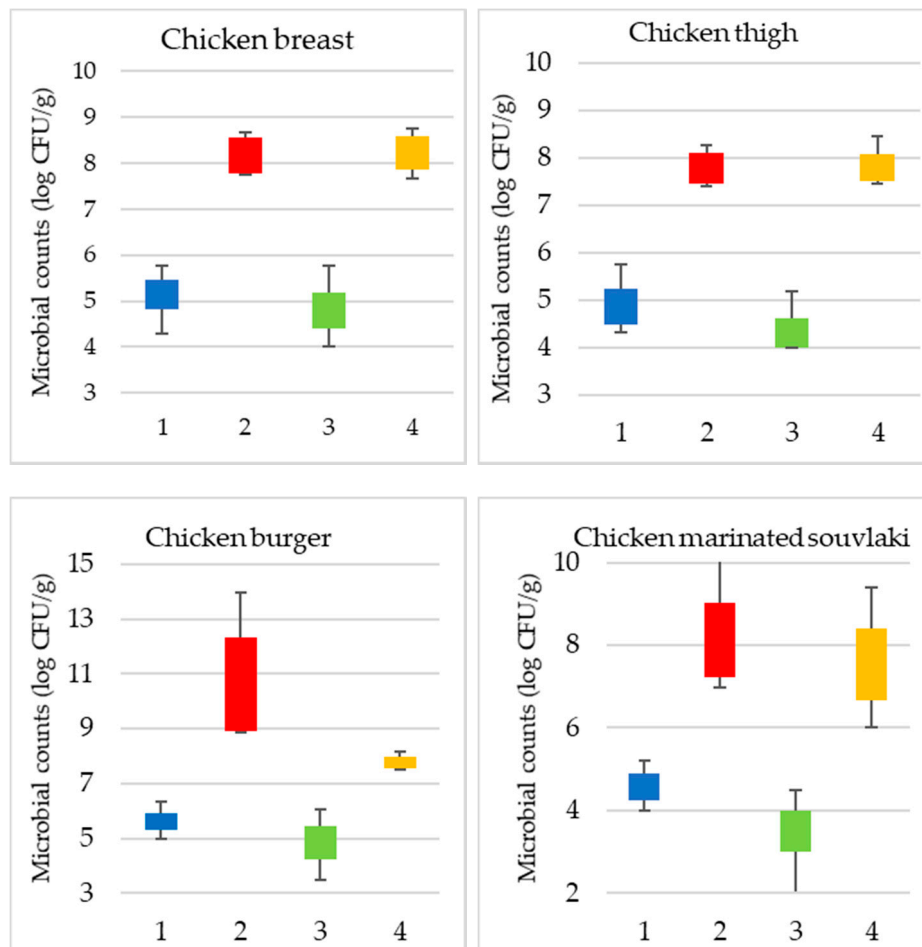 Chicken breast
Microbial counts (log CFU/g)
10
9
8
7
6
5
4
3
1 2 3 4
Chicken thigh
Microbial counts (log CFU/g)
10
9
8
7
6
5
4
3
1 2 3 4
Chicken burger
Microbial counts (log CFU/g)
15
13
11
9
7
5
3
1 2 3 4
Chicken marinated souvlaki
Microbial counts (log CFU/g)
10
8
6
4
2
1 2 3 4